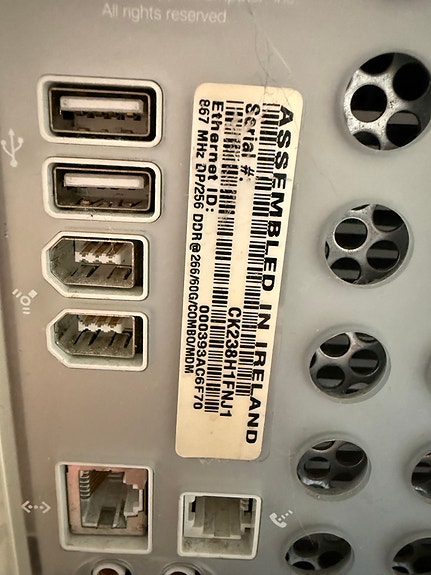 All rights reserved
ASSEMBLED IN IRELAND
Serial #: CK238H1FNJ1
Ethernet ID: 000393AC6F70
867 MHz DP/256 DDR@266/60G/COMBO/MDM